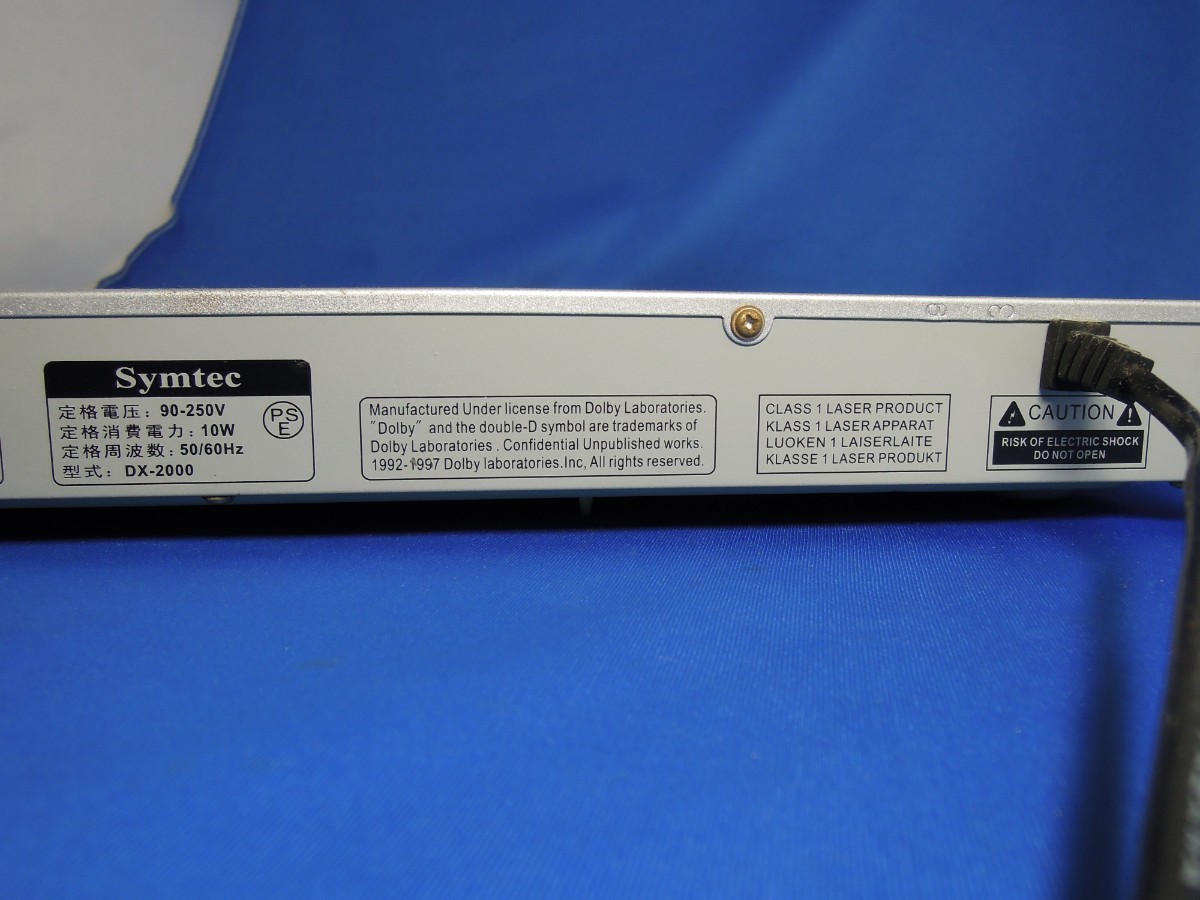 Symtec
定格電压: 90-250V
定格消費電力: 10W
定格周波数: 50/60Hz
型式: DX-2000
PS
E
Manufactured Under license from Dolby Laboratories.
"Dolby" and the double-D symbol are trademarks of
Dolby Laboratories . Confidential Unpublished works.
1992-1997 Dolby laboratories.Inc, All rights reserved.
CLASS 1 LASER PRODUCT
KLASS 1 LASER APPARAT
LUOKEN 1 LAISERLAITE
KLASSE 1 LASER PRODUKT
CAUTION
RISK OF ELECTRIC SHOCK
DO NOT OPEN